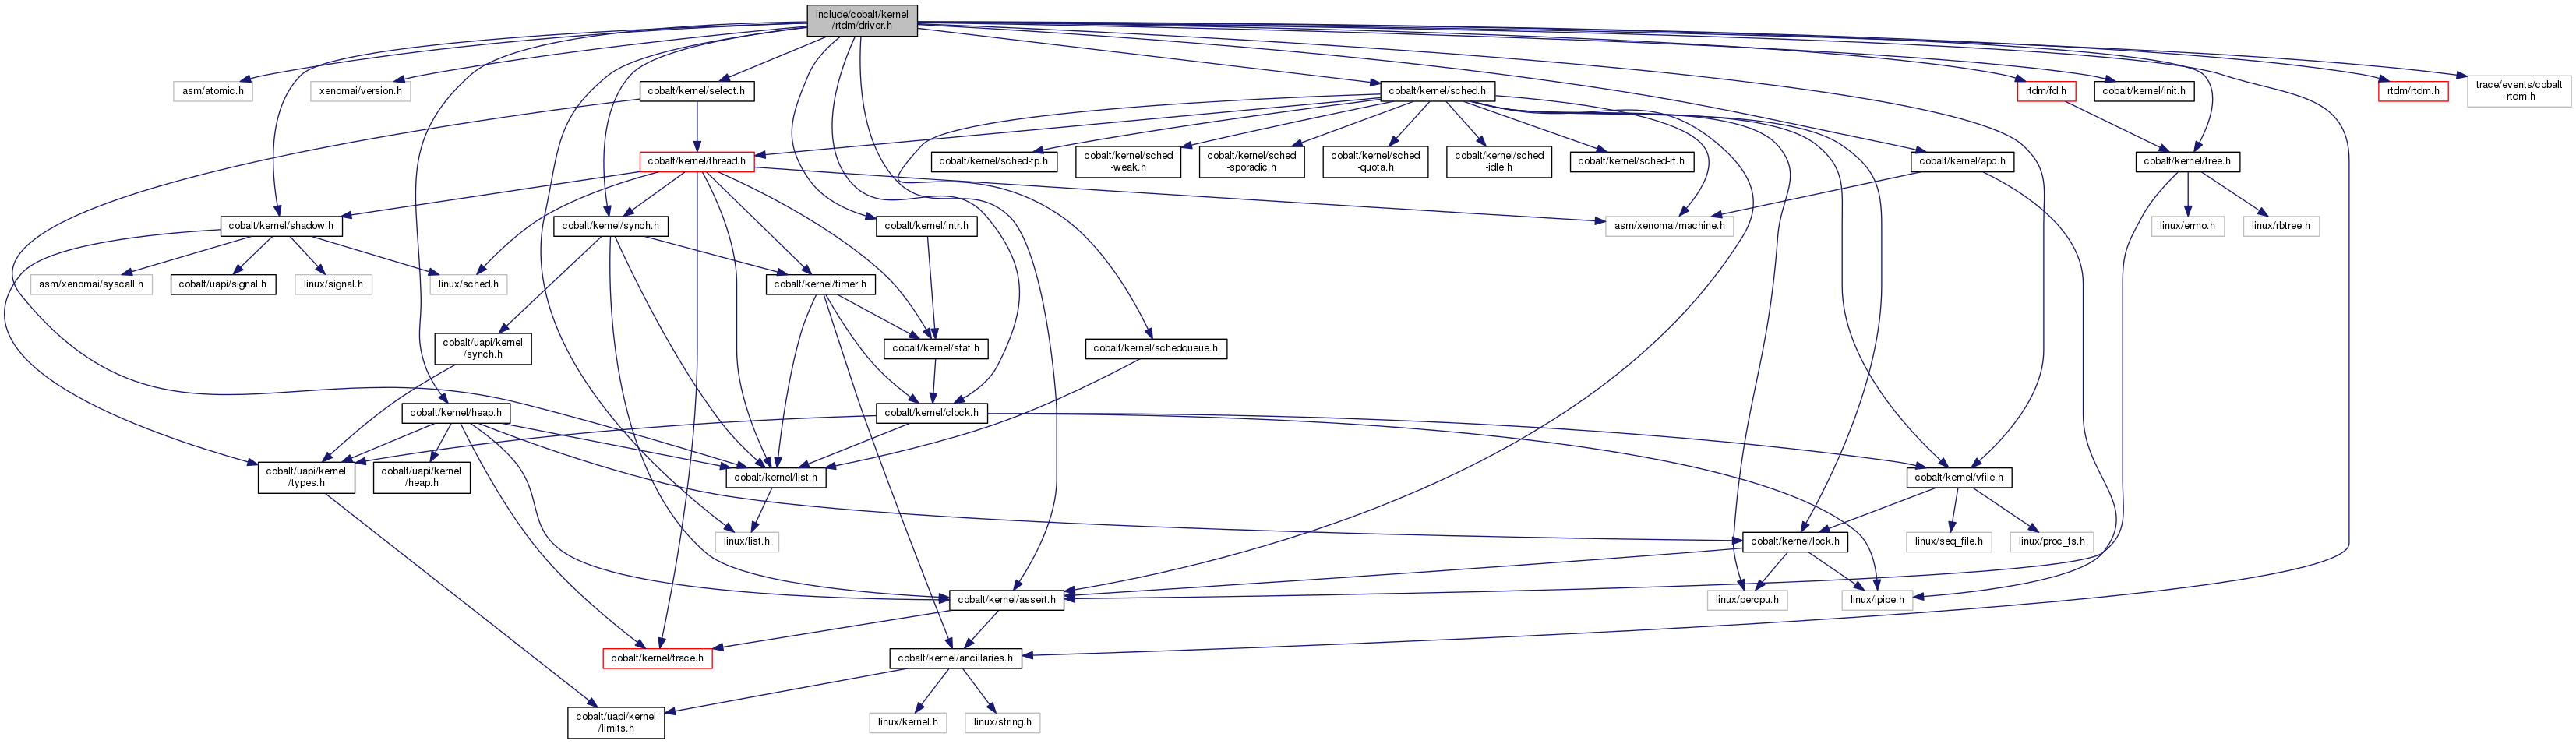 include/cobalt/kernel
/rtdm/driver.h
asm/atomic.h
xenomai/version.h
cobalt/kernel/select.h
cobalt/kernel/sched.h
rtdm/fd.h
cobalt/kernel/init.h
rtdm/rtdm.h
trace/events/cobalt
-rtdm.h
cobalt/kernel/thread.h
cobalt/kernel/sched-tp.h
cobalt/kernel/sched
-weak.h
cobalt/kernel/sched
-sporadic.h
cobalt/kernel/sched
-quota.h
cobalt/kernel/sched
-idle.h
cobalt/kernel/sched-rt.h
cobalt/kernel/apc.h
cobalt/kernel/tree.h
cobalt/kernel/shadow.h
cobalt/kernel/synch.h
cobalt/kernel/intr.h
asm/xenomai/machine.h
linux/errno.h
linux/rbtree.h
asm/xenomai/syscall.h
cobalt/uapi/signal.h
linux/signal.h
linux/sched.h
cobalt/kernel/timer.h
cobalt/uapi/kernel
/synch.h
cobalt/kernel/stat.h
cobalt/kernel/schedqueue.h
cobalt/kernel/heap.h
cobalt/kernel/clock.h
cobalt/uapi/kernel
/types.h
cobalt/uapi/kernel
/heap.h
cobalt/kernel/list.h
cobalt/kernel/vfile.h
linux/list.h
cobalt/kernel/lock.h
linux/seq_file.h
linux/proc_fs.h
cobalt/kernel/assert.h
linux/percpu.h
linux/ipipe.h
cobalt/kernel/trace.h
cobalt/kernel/ancillaries.h
cobalt/uapi/kernel
/limits.h
linux/kernel.h
linux/string.h